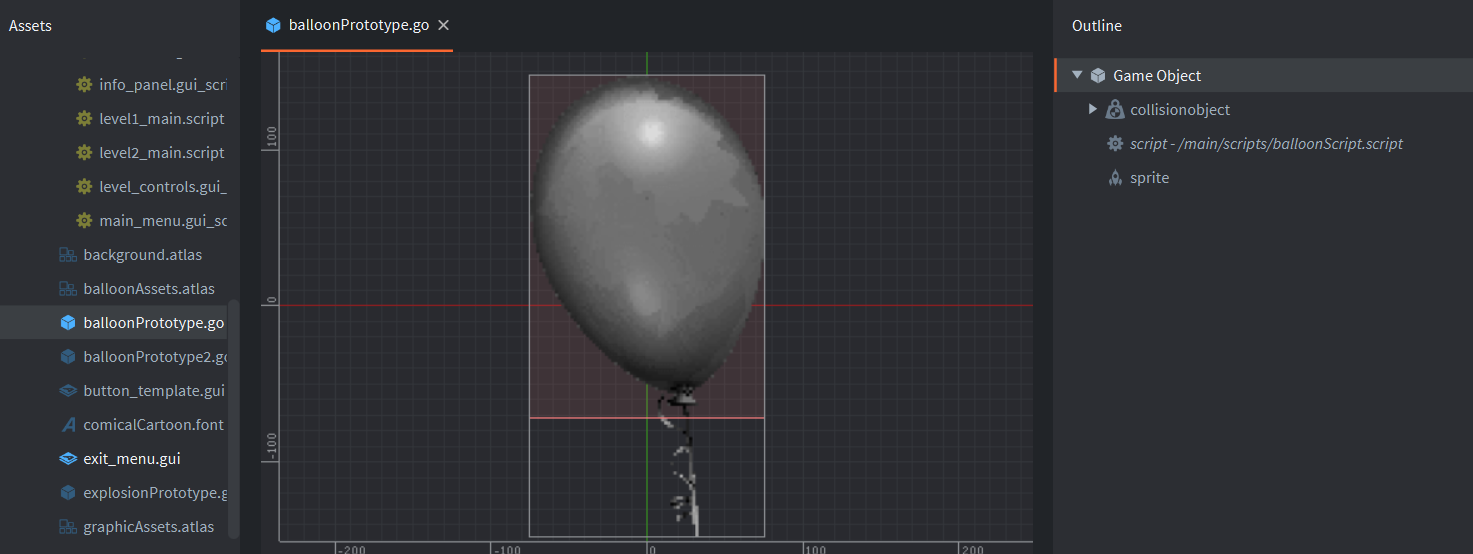 Assets
info_panel.gui_scri
level1_main.script
level2_main.script
level_controls.gui_
main_menu.gui_sc
background.atlas
balloonAssets.atlas
balloonPrototype.go
balloonPrototype2.go
button_template.gui
comicalCartoon.font
exit_menu.gui
explosionPrototype.g
graphicAssets.atlas
balloonPrototype.go
100
0
-100
-200
-100
0
100
200
Outline
Game Object
collisionobject
script - /main/scripts/balloonScript.script
sprite